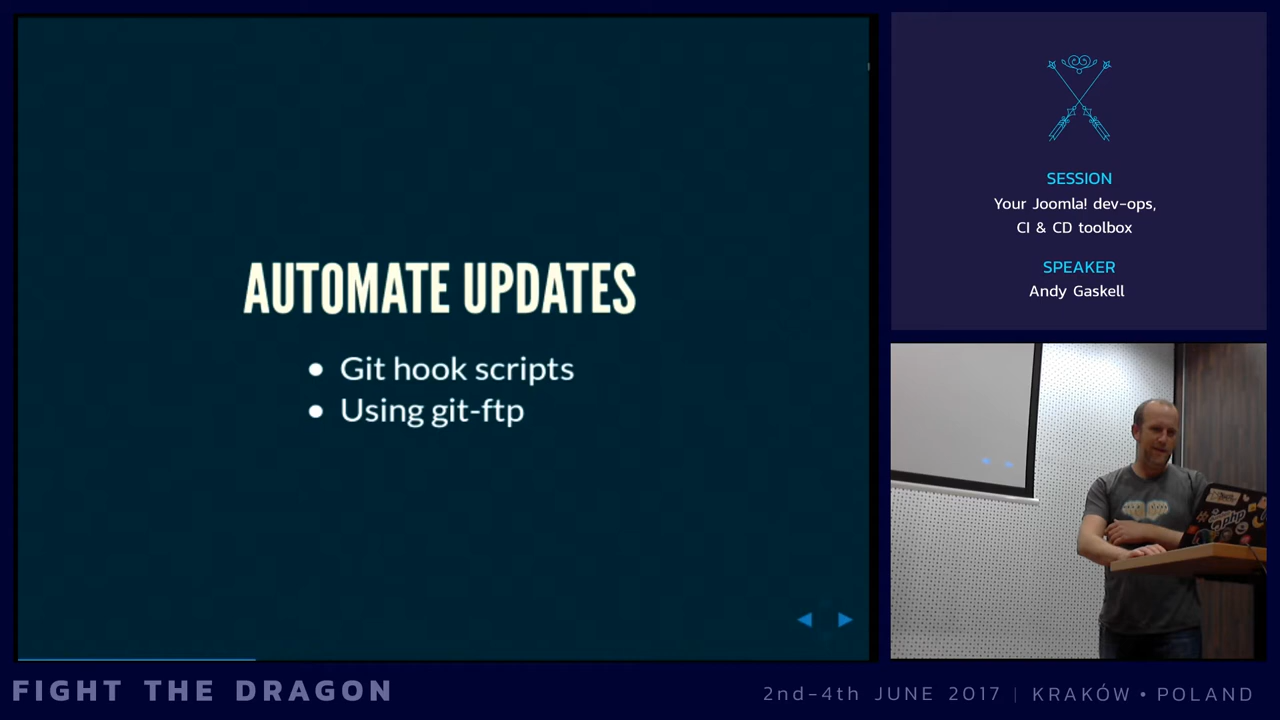 AUTOMATE UPDATES
• Git hook scripts
• Using git-ftp
SESSION
Your Joomla! dev-ops,
CI & CD toolbox
SPEAKER
Andy Gaskell
php
FIGHT THE DRAGON
2nd-4th JUNE 2017 | KRAKÓW • POLAND